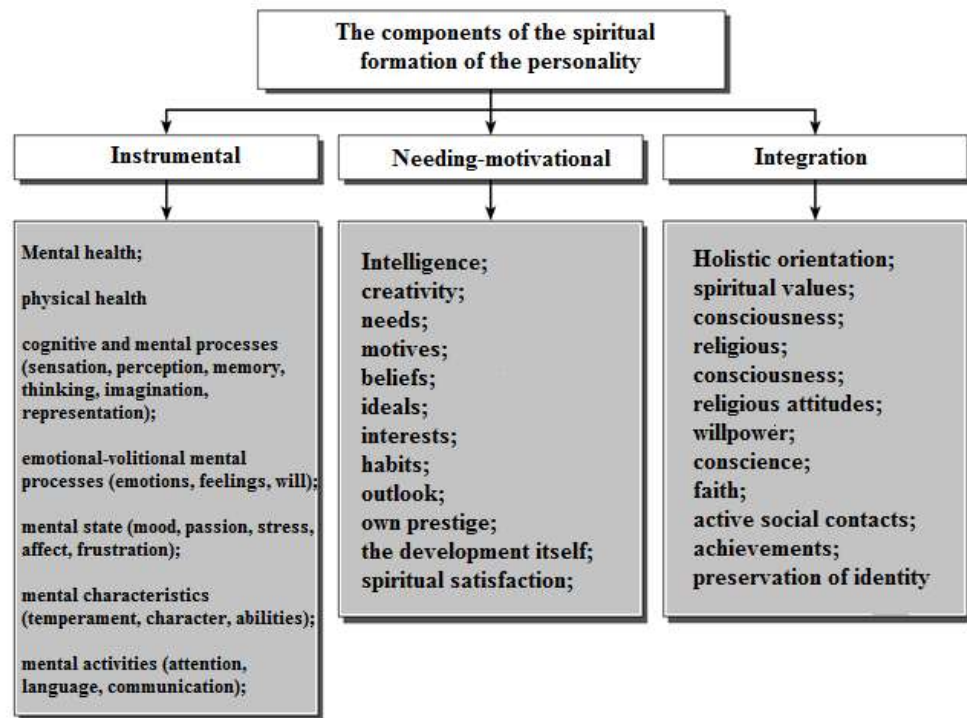 The components of the spiritual
formation of the personality
Instrumental
Needing-motivational
Integration
Mental health;
physical health
cognitive and mental processes
(sensation, perception, memory,
thinking, imagination,
representation);
emotional-volitional mental
processes (emotions, feelings, will);
mental state (mood, passion, stress,
affect, frustration);
mental characteristics
(temperament, character, abilities);
mental activities (attention,
language, communication);
Intelligence;
creativity;
needs;
motives;
beliefs;
ideals;
interests;
habits;
outlook;
own prestige;
the development itself;
spiritual satisfaction;
Holistic orientation;
spiritual values;
consciousness;
religious;
consciousness;
religious attitudes;
willpower;
conscience;
faith;
active social contacts;
achievements;
preservation of identity